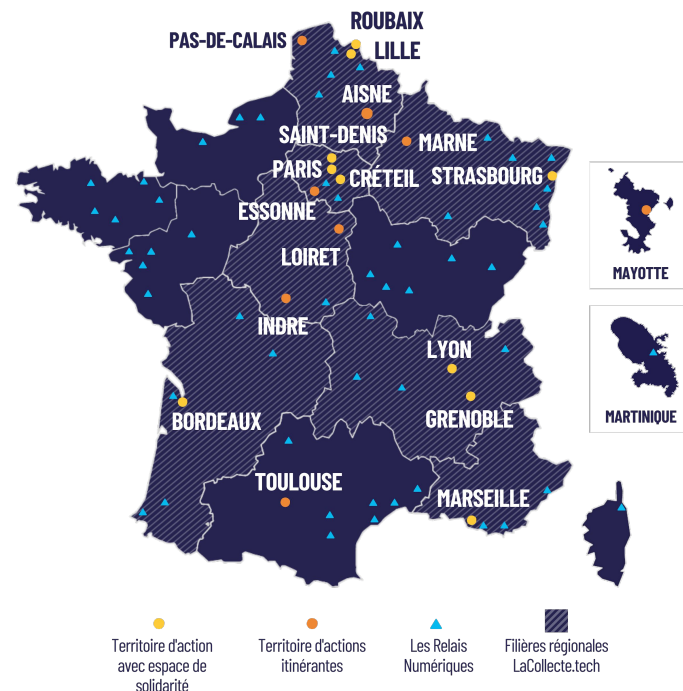 ROUBAIX
PAS-DE-CALAIS
LILLE
AISNE
SAINT-DENIS
MARNE
PARIS
CRÉTEIL
STRASBOURG
ESSONNE
LOIRET
MAYOTTE
INDRE
LYON
BORDEAUX
GRENOBLE
MARTINIQUE
TOULOUSE
MARSEILLE
Territoire d'action
avec espace de
solidarité
Territoire d'actions
itinérantes
Les Relais
Numériques
Filières régionales
LaCollecte.tech